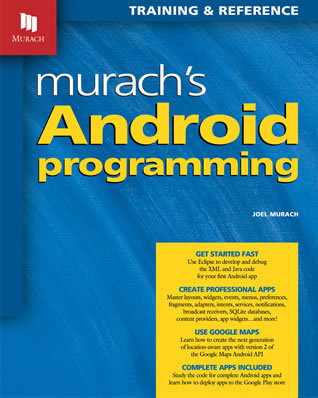 TRAINING & REFERENCE
MURACH
murach's
Android
programming
JOEL MURACH
GET STARTED FAST
Use Eclipse to develop and debug
the XML and Java code
for your first Android app
CREATE PROFESSIONAL APPS
Master layouts, widgets, events, menus, preferences,
fragments, adapters, intents, services, notifications,
broadcast receivers, SQLite databases,
content providers, app widgets...and more!
USE GOOGLE MAPS
Learn how to create the next generation
of location-aware apps with version 2 of
the Google Maps Android API
COMPLETE APPS INCLUDED
Study the code for complete Android apps and
learn how to deploy apps to the Google Play store